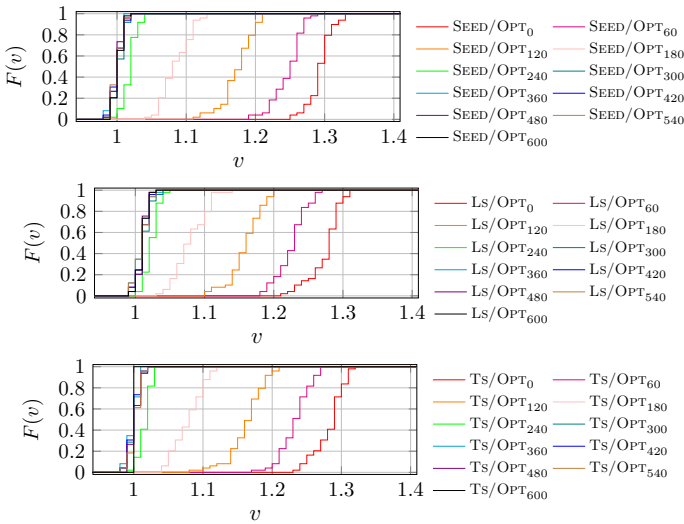 1
0.8
0.6
0.4
0.2
0
F(v)
1 1.1 1.2 1.3 1.4
v
SEED/OPT0 SEED/OPT60
SEED/OPT120 SEED/OPT180
SEED/OPT240 SEED/OPT300
SEED/OPT360 SEED/OPT420
SEED/OPT480 SEED/OPT540
SEED/OPT600
1
0.8
0.6
0.4
0.2
0
F(v)
1 1.1 1.2 1.3 1.4
v
LS/OPT0 LS/OPT60
LS/OPT120 LS/OPT180
LS/OPT240 LS/OPT300
LS/OPT360 LS/OPT420
LS/OPT480 LS/OPT540
LS/OPT600
1
0.8
0.6
0.4
0.2
0
F(v)
1 1.1 1.2 1.3 1.4
v
TS/OPT0 TS/OPT60
TS/OPT120 TS/OPT180
TS/OPT240 TS/OPT300
TS/OPT360 TS/OPT420
TS/OPT480 TS/OPT540
TS/OPT600